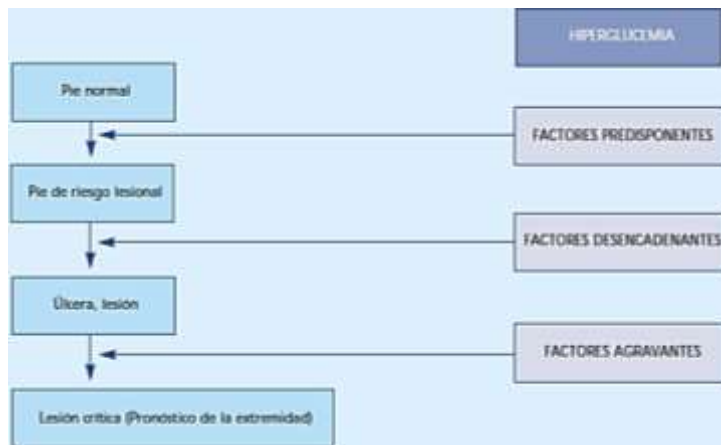 HIPERGLUCEMIA
Pie normal
FACTORES PREDISPONENTES
Pie de riesgo lesional
FACTORES DESENCADENANTES
Úlcera, lesión
FACTORES AGRAVANTES
Lesión crítica (Pronóstico de la extremidad)